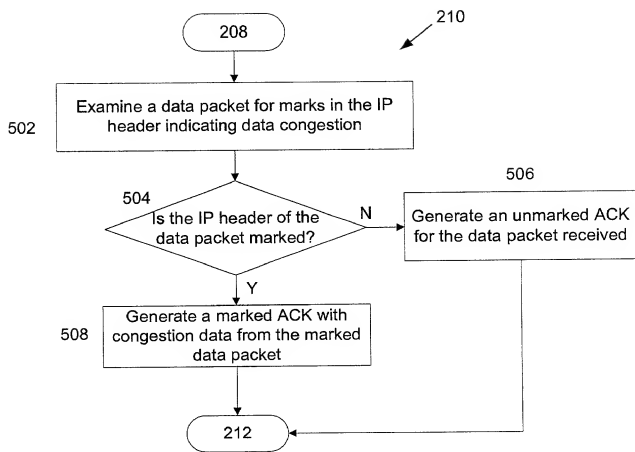 208
210
502
Examine a data packet for marks in the IP
header indicating data congestion
504
Is the IP header of the
data packet marked?
N
506
Generate an unmarked ACK
for the data packet received
Y
508
Generate a marked ACK with
congestion data from the marked
data packet
212